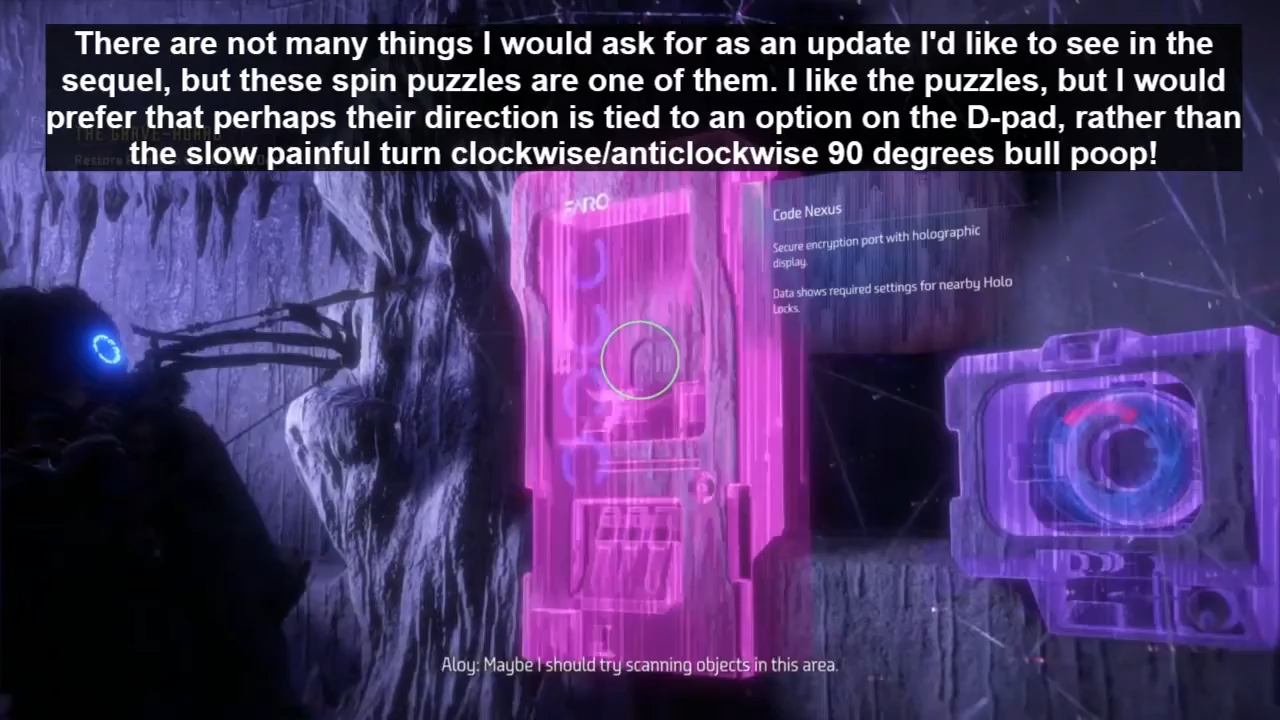 There are not many things I would ask for as an update I'd like to see in the
sequel, but these spin puzzles are one of them. I like the puzzles, but I would
prefer that perhaps their direction is tied to an option on the D-pad, rather than
the slow painful turn clockwise/anticlockwise 90 degrees bull poop!
THE GRAVE-HOARD
Restore
FARO
Code Nexus
Secure encryption port with holographic
display.
Data shows required settings for nearby Holo
Locks.
Aloy: Maybe I should try scanning objects in this area.